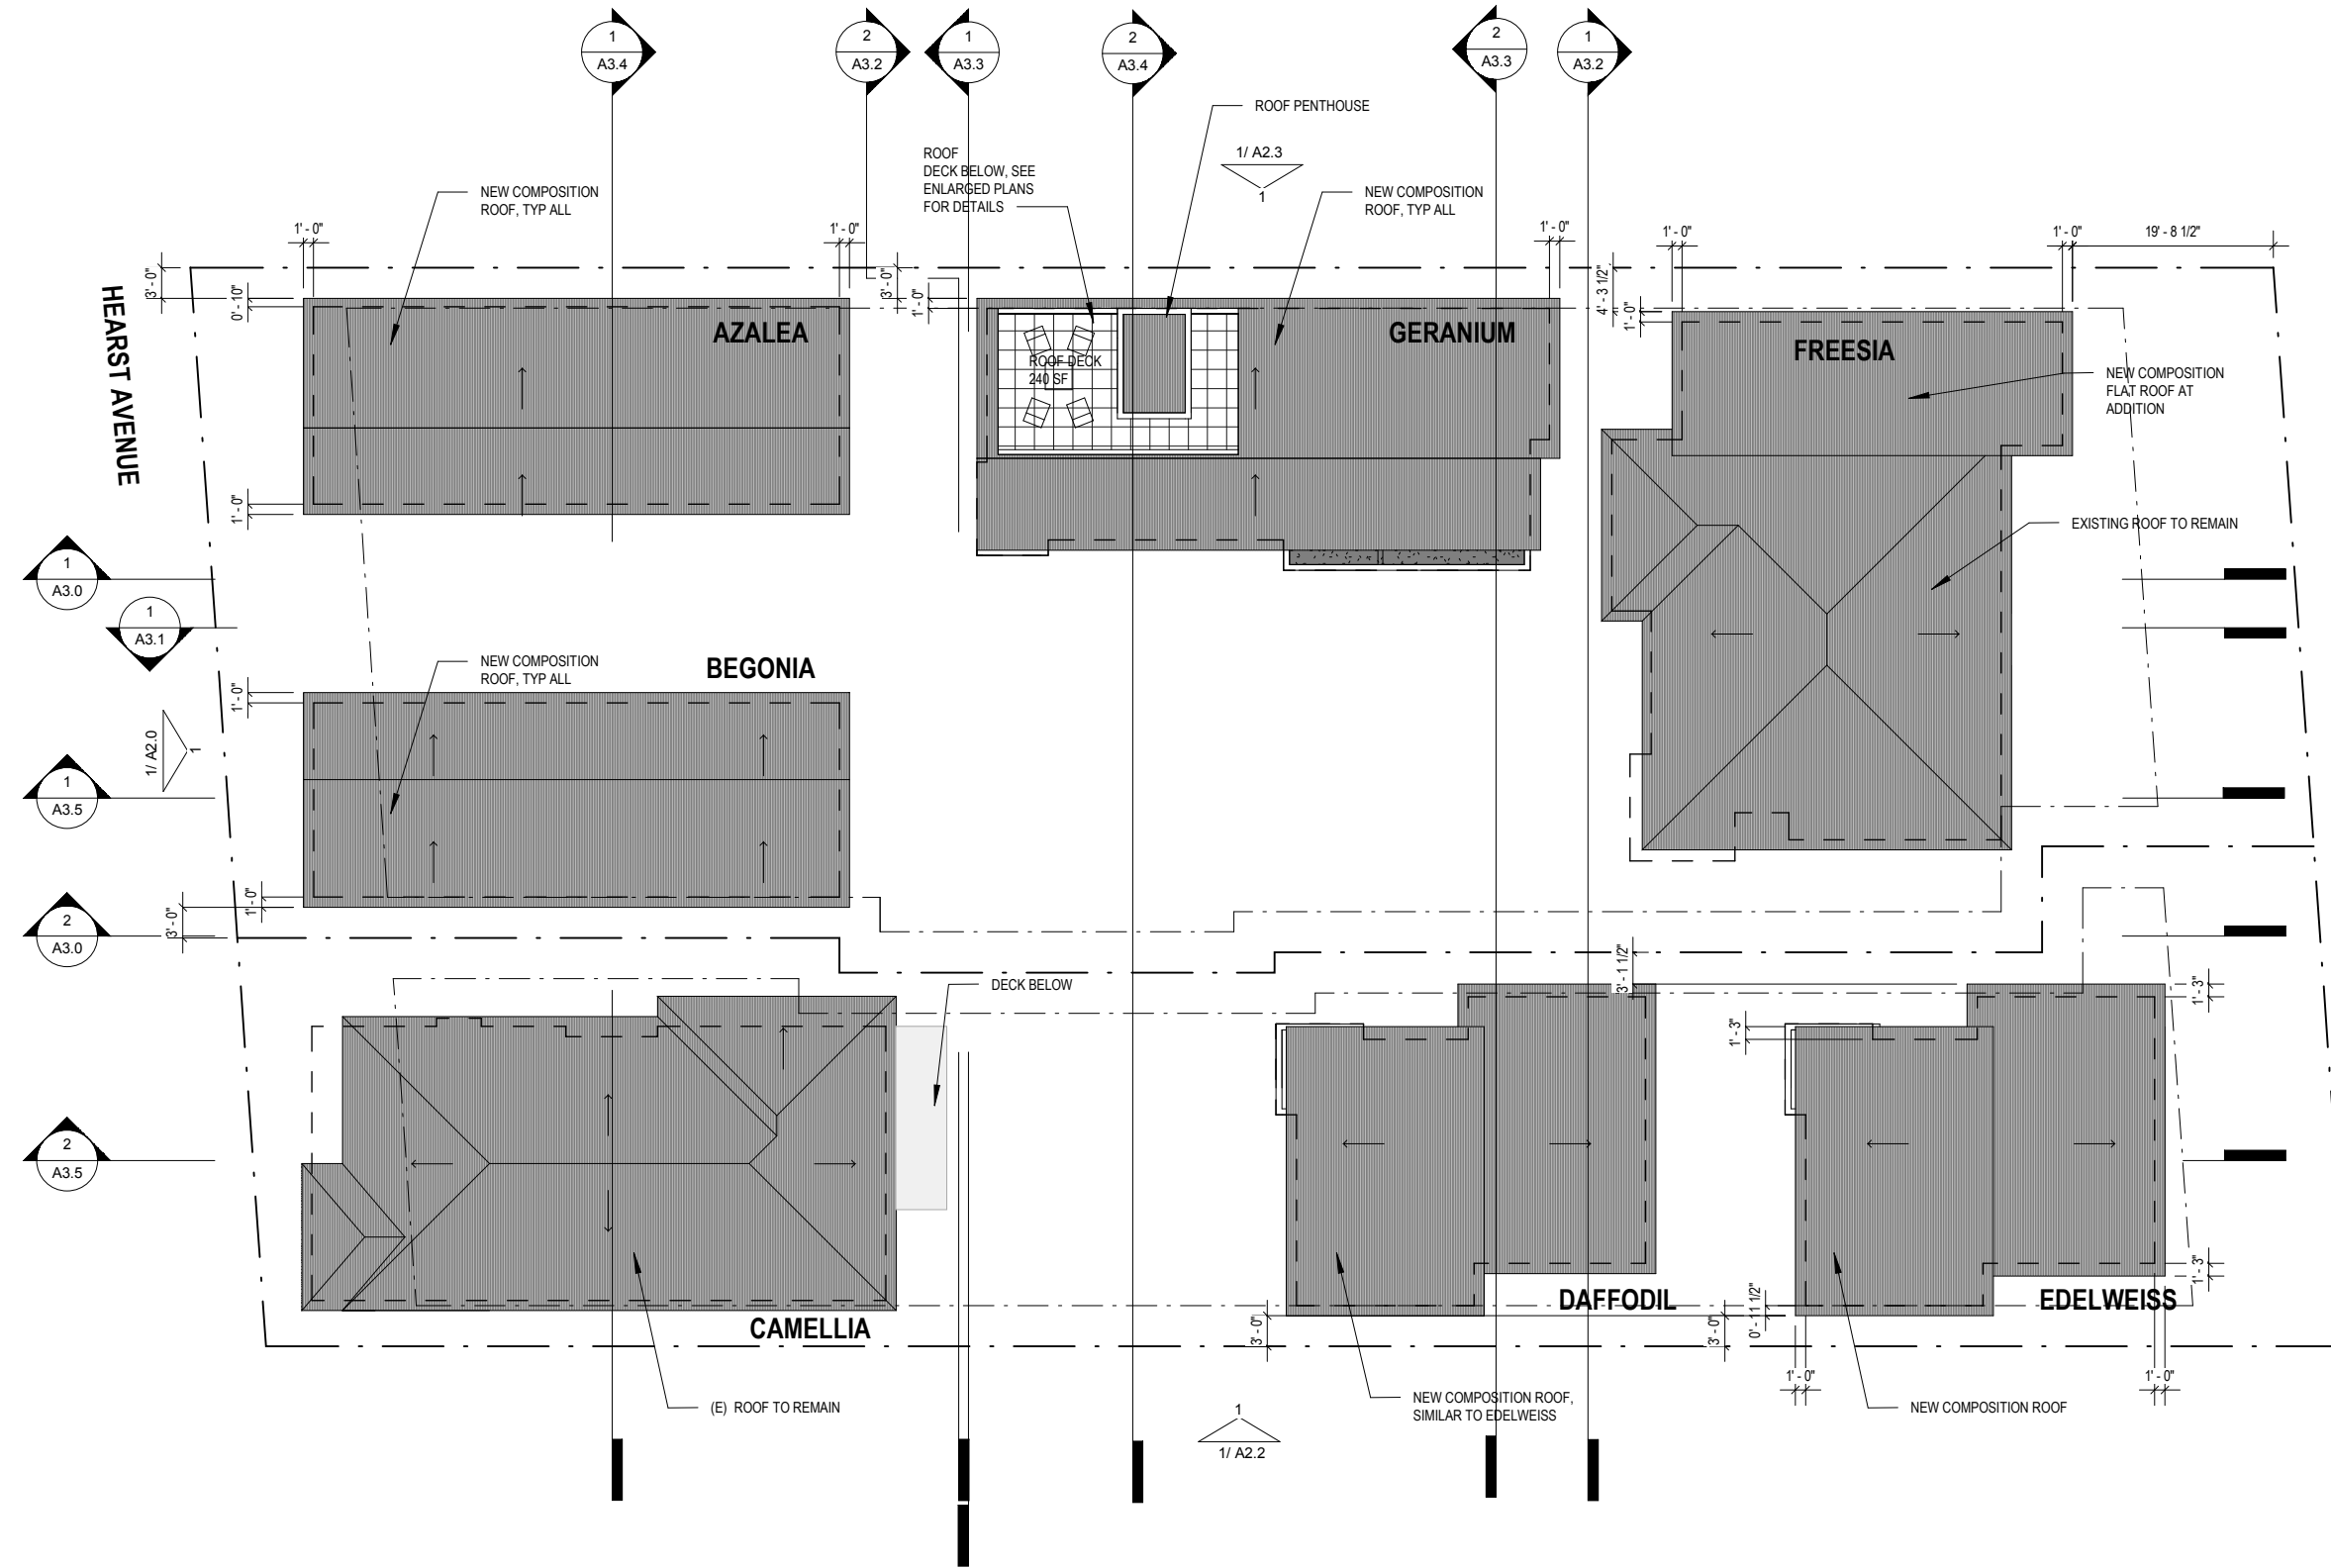 1
A3.4
2
A3.2
1
A3.3
2
A3.4
2
A3.3
1
A3.2
ROOF PENTHOUSE
1/ A2.3
1
ROOF
DECK BELOW, SEE
ENLARGED PLANS
FOR DETAILS
NEW COMPOSITION
ROOF, TYP ALL
NEW COMPOSITION
ROOF, TYP ALL
1' - 0"
1' - 0"
1' - 0"
1' - 0"
1' - 0"
19' - 8 1/2"
3' - 0"
0' - 10"
3' - 0"
1' - 0"
4' - 3 1/2"
1' - 0"
HEARST AVENUE
AZALEA
GERANIUM
FREESIA
ROOF DECK
240 SF
NEW COMPOSITION
FLAT ROOF AT
ADDITION
1' - 0"
EXISTING ROOF TO REMAIN
1
A3.0
1
A3.1
NEW COMPOSITION
ROOF, TYP ALL
BEGONIA
1' - 0"
1/ A2.0
1
1
A3.5
1' - 0"
3' - 0"
2
A3.0
DECK BELOW
3' - 1 1/2"
1' - 3"
1' - 3"
2
A3.5
1' - 3"
CAMELLIA
DAFFODIL
EDELWEISS
3' - 0"
3' - 0"
0' - 11 1/2"
1' - 0"
1' - 0"
(E) ROOF TO REMAIN
NEW COMPOSITION ROOF,
SIMILAR TO EDELWEISS
NEW COMPOSITION ROOF
1
1/ A2.2